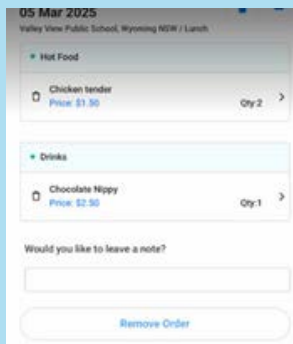 05 Mar 2025
Valley View Public School, Wyoming NSW / Lunch
Hot Food
Chicken tender
Price: $1.50
Qty:2
Drinks
Chocolate Nippy
Price: $2.50
Qty:1
Would you like to leave a note?
Remove Order